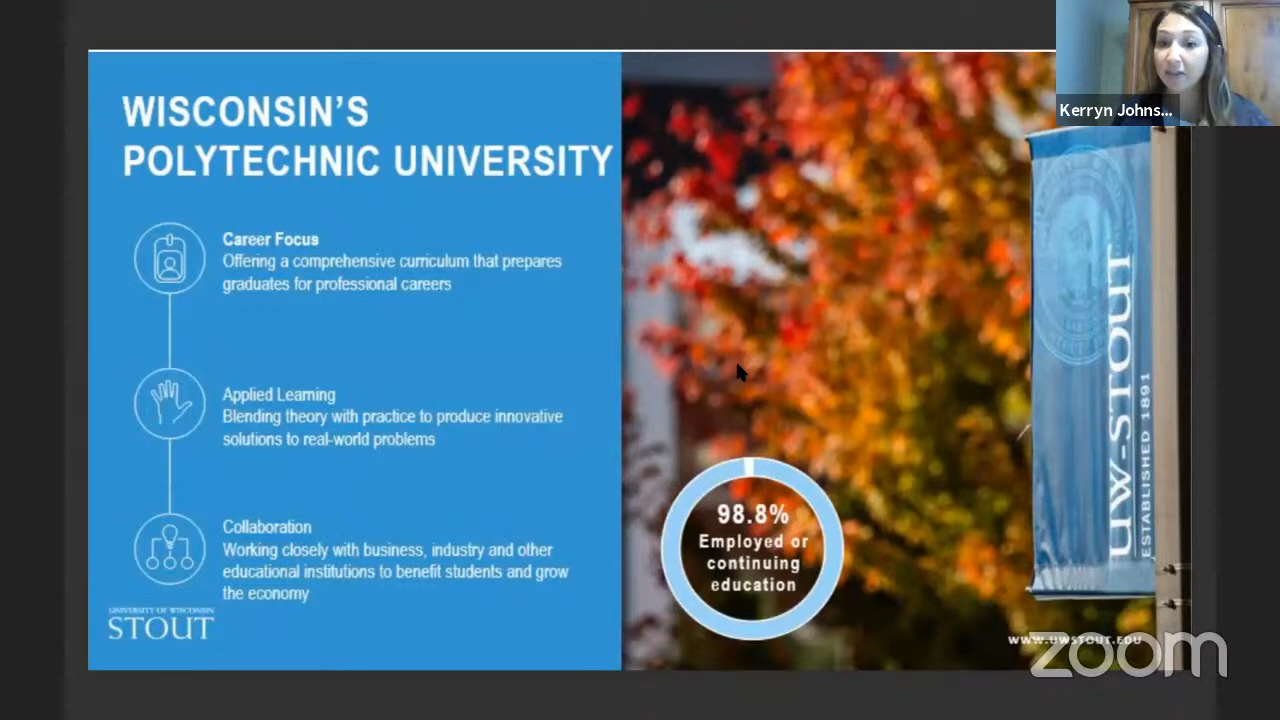 WISCONSIN'S
POLYTECHNIC UNIVERSITY
Career Focus
Offering a comprehensive curriculum that prepares
graduates for professional careers
Applied Learning
Blending theory with practice to produce innovative
solutions to real-world problems
Collaboration
Working closely with business, industry and other
educational institutions to benefit students and grow
the economy
UNIVERSITY OF WISCONSIN
STOUT
98.8%
Employed or
continuing
education
UW-STOUT
ESTABLISHED 1891
WWW.UWSTOUT.EDU
zoom
Kerryn Johns...